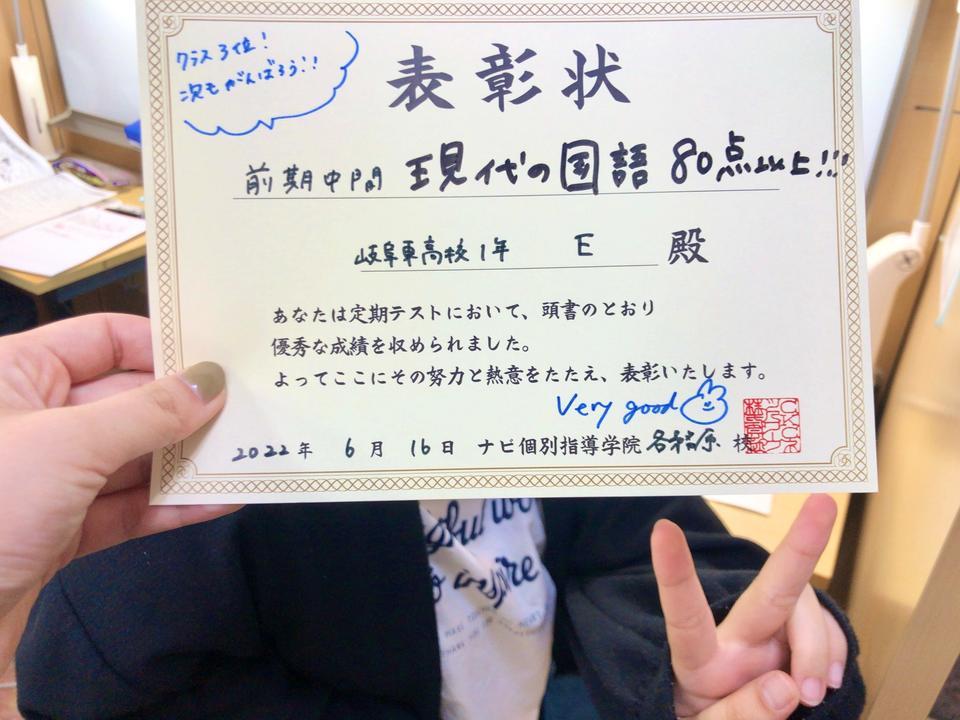 クラス3位!
次もがんばろう!!
表彰状
前期中間 現代の国語 80点以上!!!
岐阜東高校1年 E 殿
あなたは定期テストにおいて、頭書のとおり
優秀な成績を収められました。
よってここにその努力と熱意をたたえ、表彰いたします。
Very good
2022年 6月 16日 ナビ個別指導学院 各務原 校